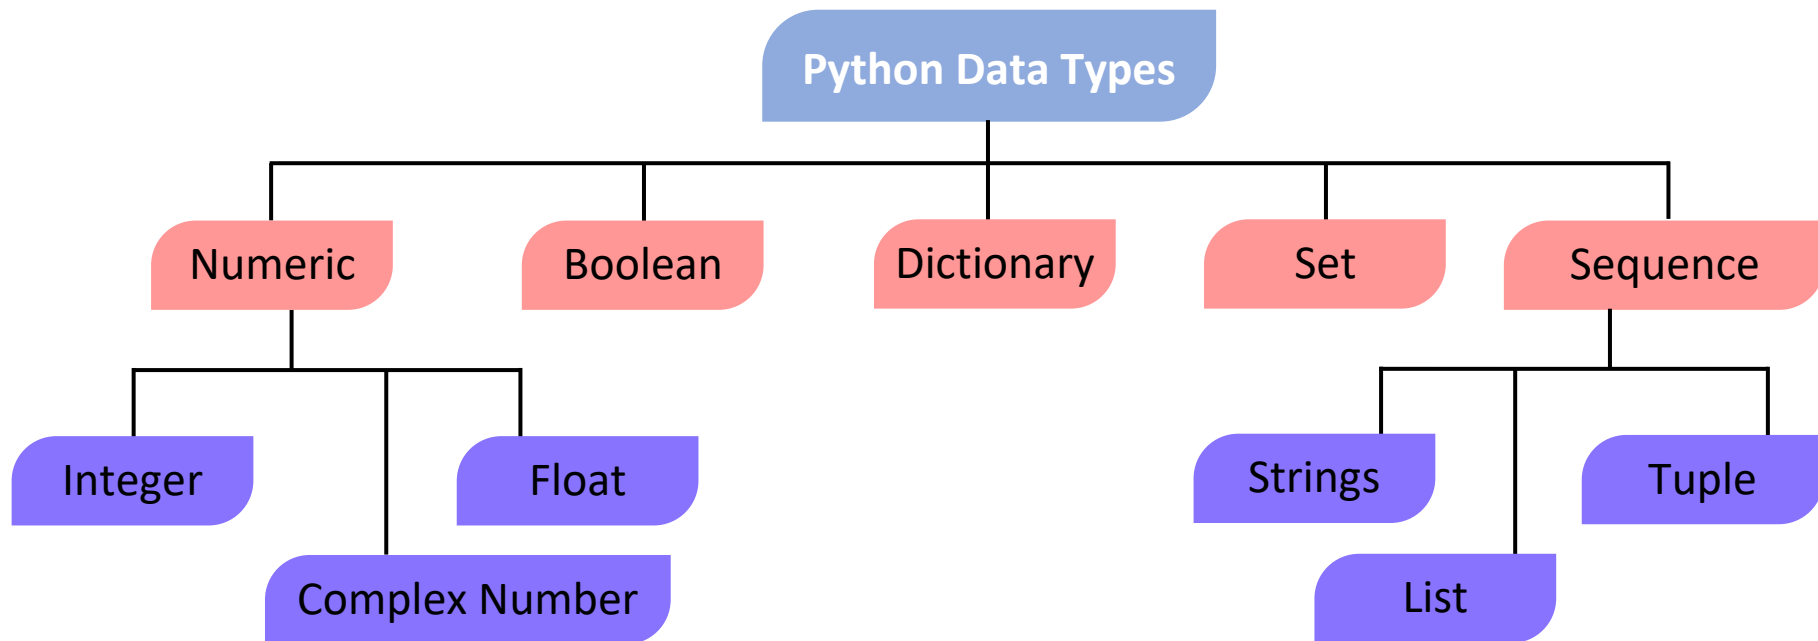 Python Data Types
Numeric
Boolean
Dictionary
Set
Sequence
Integer
Float
Strings
Tuple
Complex Number
List